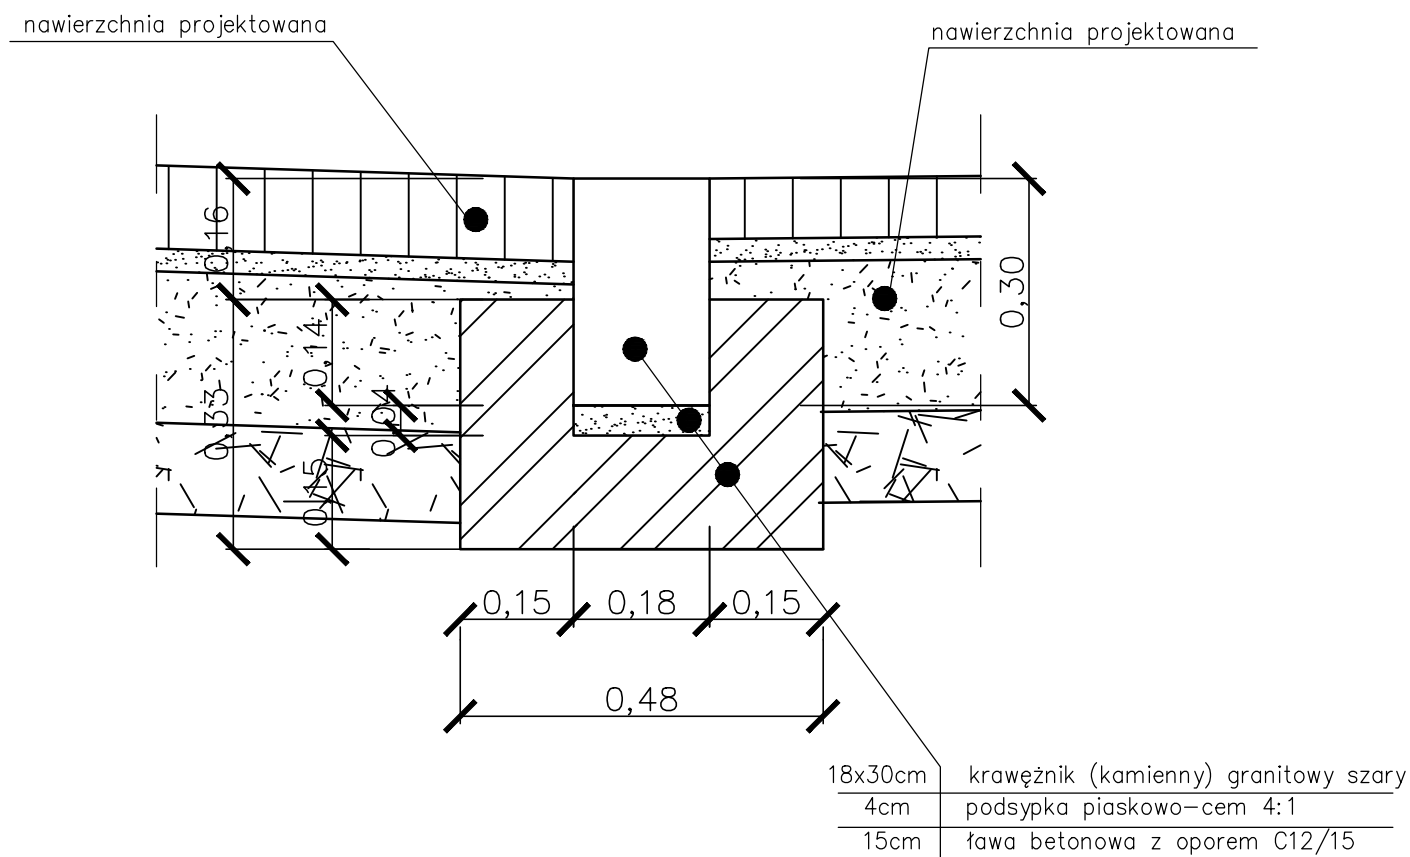 nawierzchnia projektowana
nawierzchnia projektowana
0,16
0,30
0,14
0,33
0,04
0,15
0,15
0,18
0,15
0,48
18x30cm krawężnik (kamienny) granitowy szary
4cm podsypka piaskowo-cem 4:1
15cm ława betonowa z oporem C12/15